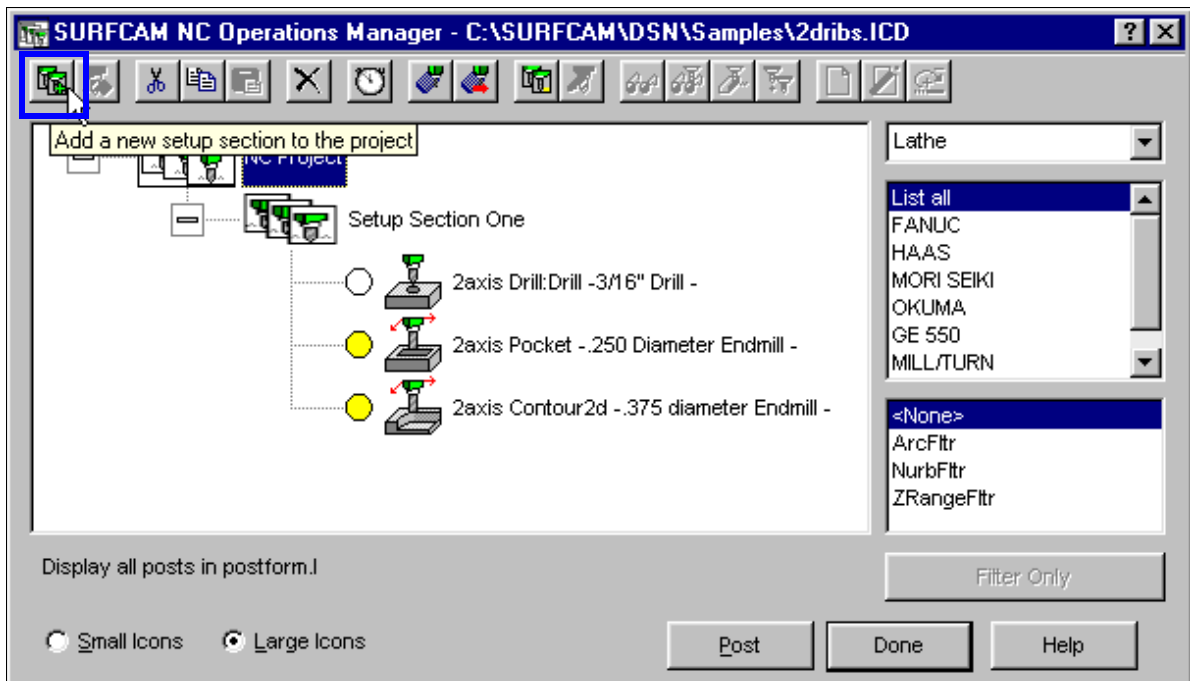 SURFCAM NC Operations Manager - C:\SURFCAM\DSN\Samples\2dribs.ICD
Add a new setup section to the project
NC Project
Setup Section One
2axis Drill:Drill -3/16" Drill -
2axis Pocket -.250 Diameter Endmill -
2axis Contour2d -.375 diameter Endmill -
Lathe
List all
FANUC
HAAS
MORI SEIKI
OKUMA
GE 550
MILL/TURN
<None>
ArcFltr
NurbFltr
ZRangeFltr
Display all posts in postform.l
Filter Only
Small Icons
Large Icons
Post
Done
Help